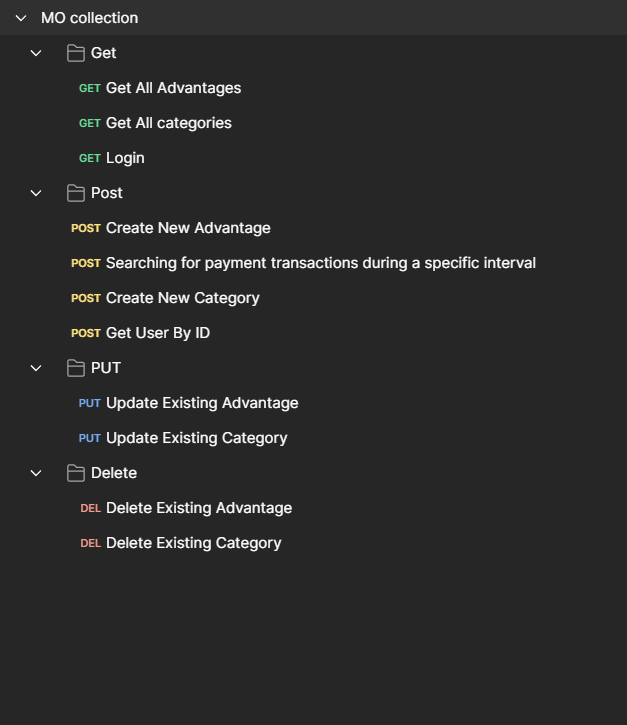 MO collection
Get
GET Get All Advantages
GET Get All categories
GET Login
Post
POST Create New Advantage
POST Searching for payment transactions during a specific interval
POST Create New Category
POST Get User By ID
PUT
PUT Update Existing Advantage
PUT Update Existing Category
Delete
DEL Delete Existing Advantage
DEL Delete Existing Category